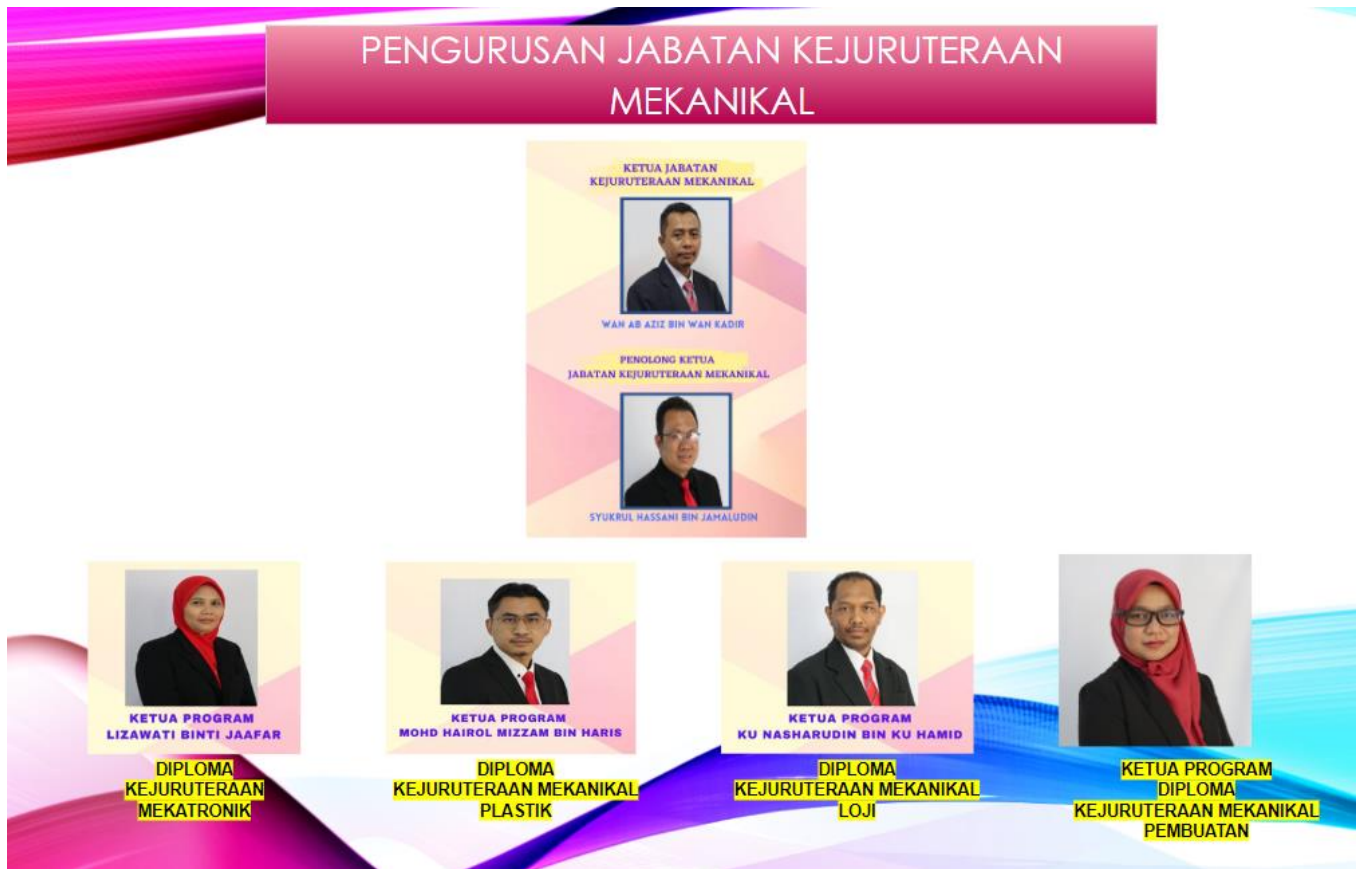 PENGURUSAN JABATAN KEJURUTERAAN
MEKANIKAL
KETUA JABATAN
KEJURUTERAAN MEKANIKAL
WAN AB AZIZ BIN WAN KADIR
PENOLONG KETUA
JABATAN KEJURUTERAAN MEKANIKAL
SYUKRUL HASSANI BIN JAMALUDIN
KETUA PROGRAM
LIZAWATI BINTI JAAFAR
DIPLOMA
KEJURUTERAAN
MEKATRONIK
KETUA PROGRAM
MOHD HAIROL MIZZAM BIN HARIS
DIPLOMA
KEJURUTERAAN MEKANIKAL
PLASTIK
KETUA PROGRAM
KU NASHARUDIN BIN KU HAMID
DIPLOMA
KEJURUTERAAN MEKANIKAL
LOJI
KETUA PROGRAM
DIPLOMA
KEJURUTERAAN MEKANIKAL
PEMBUATAN